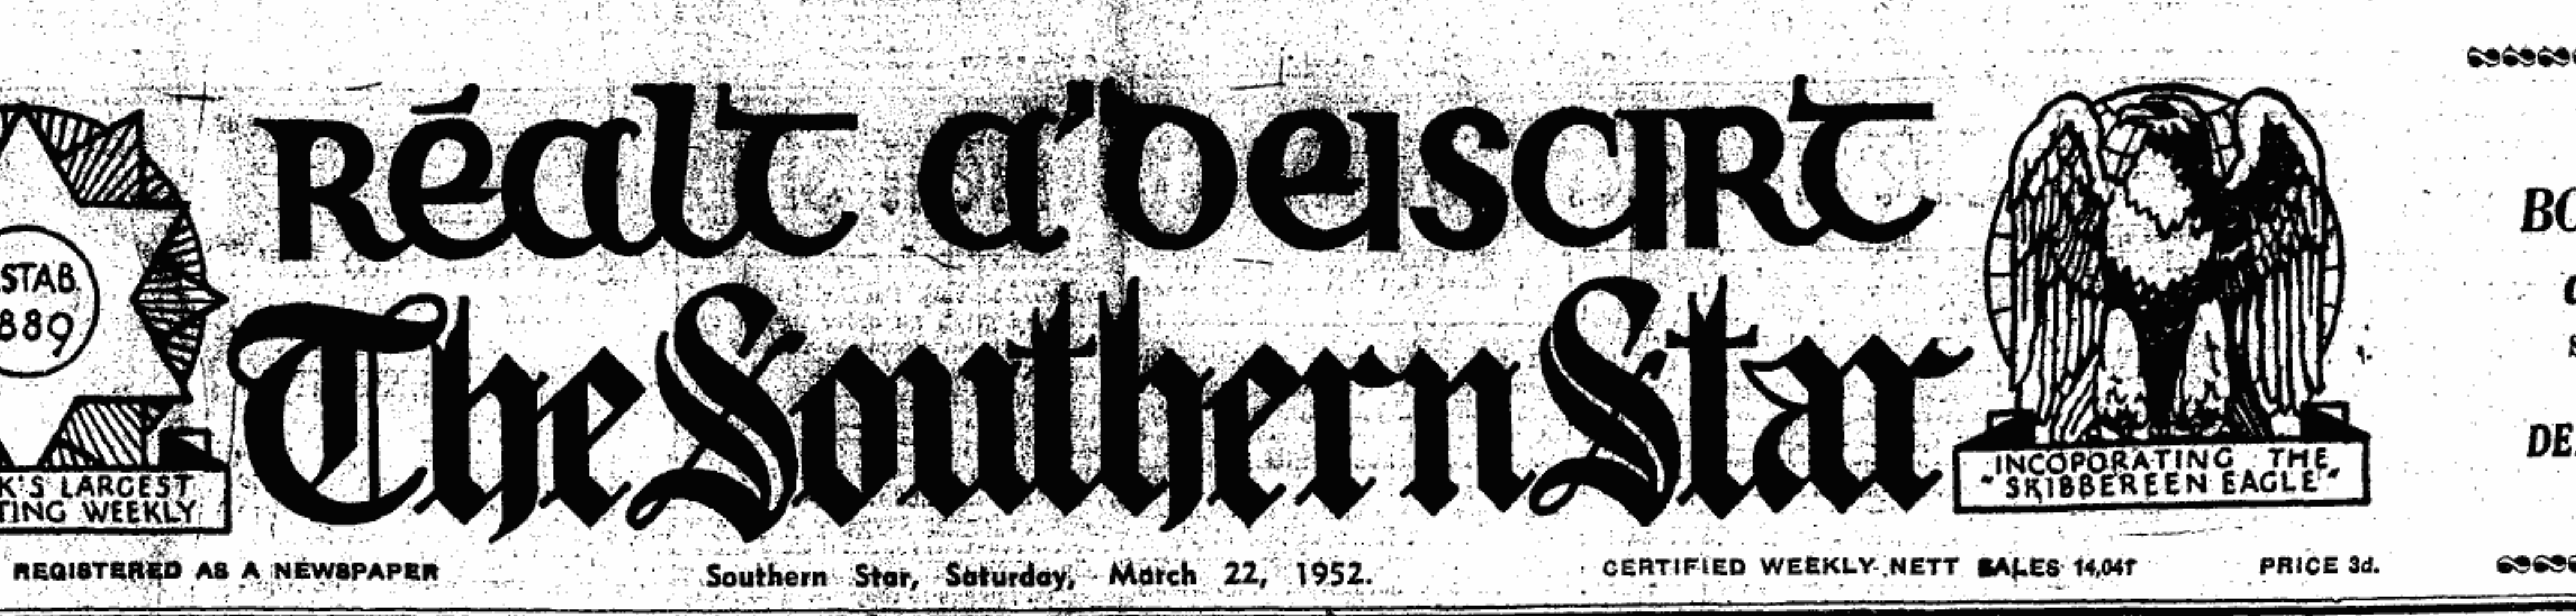 Réalt a'Deiscirt
The Southern Star
STAB
889
K'S LARGEST
TING WEEKLY
INCOPORATING THE
"SKIBBEREEN EAGLE"
REGISTERED AS A NEWSPAPER
Southern Star, Saturday, March 22, 1952.
CERTIFIED WEEKLY NETT SALES 14,041
PRICE 3d.
BO
DE